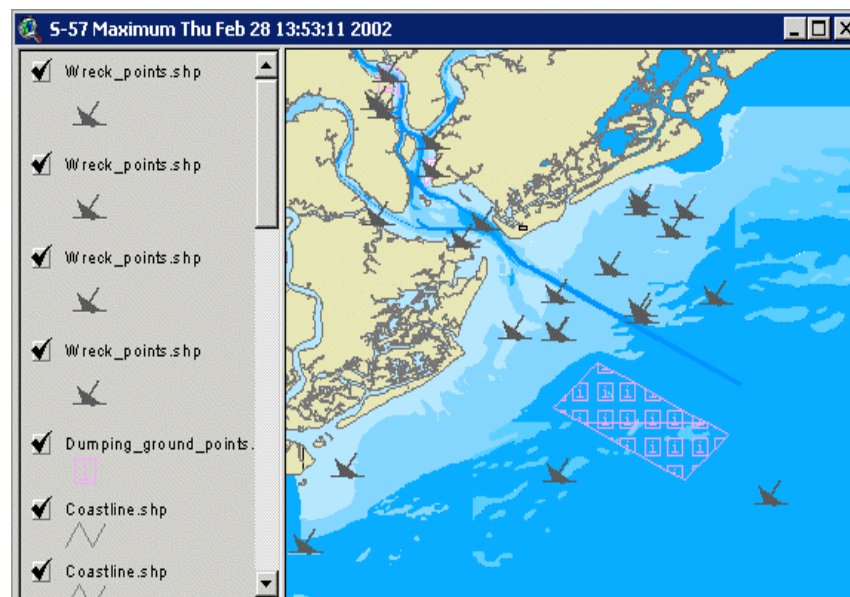 S-57 Maximum Thu Feb 28 13:53:11 2002
Wreck_points.shp
Wreck_points.shp
Wreck_points.shp
Wreck_points.shp
Dumping_ground_points.
Coastline.shp
Coastline.shp